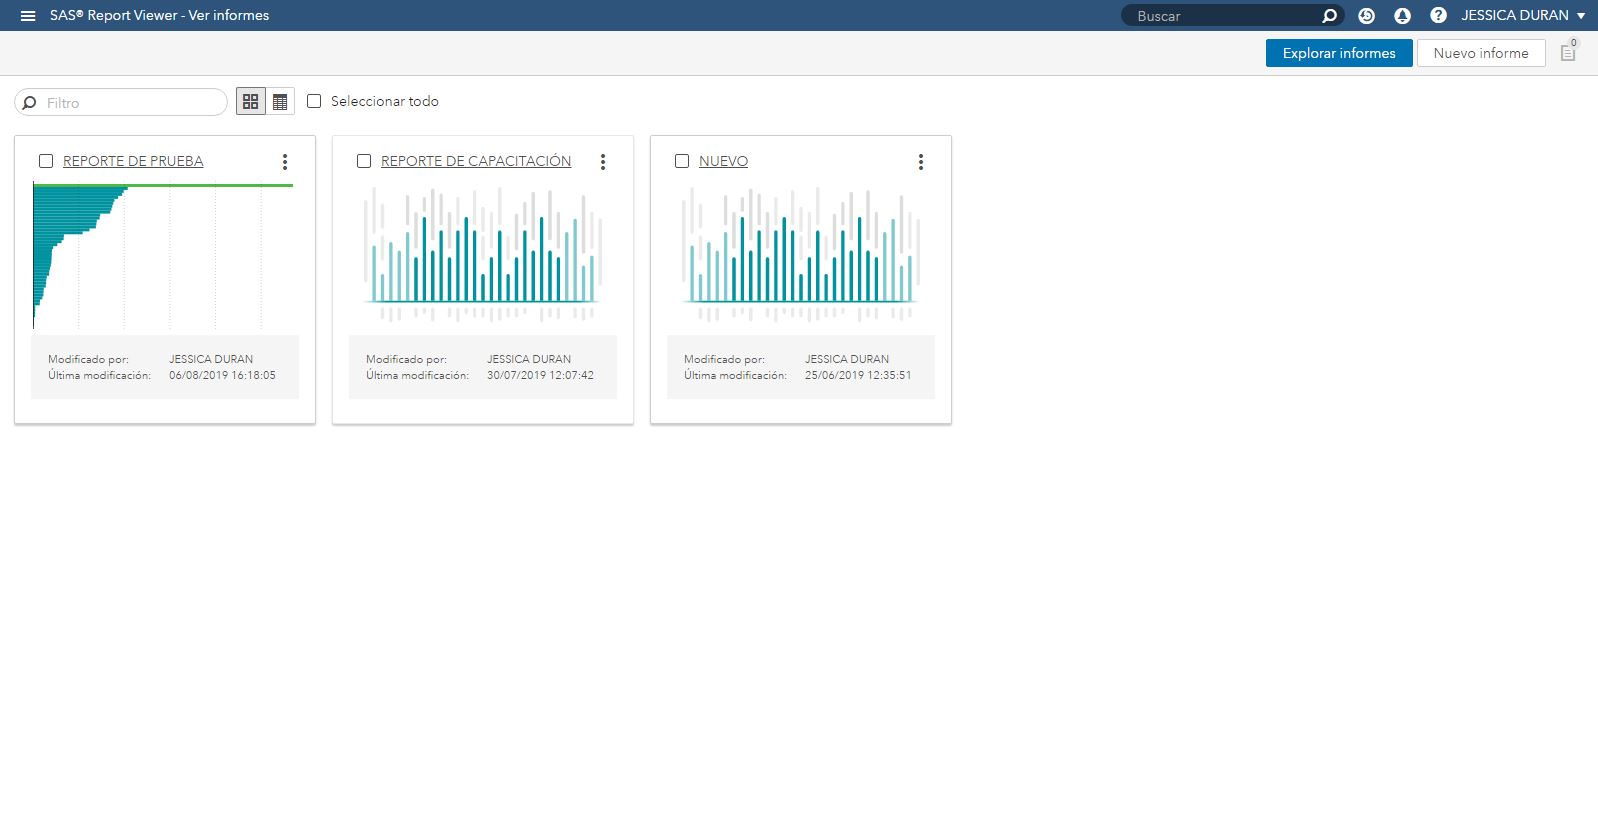 SAS® Report Viewer - Ver informes
Buscar
JESSICA DURAN
Explorar informes
Nuevo informe
0
Filtro
Seleccionar todo
REPORTE DE PRUEBA
Modificado por: JESSICA DURAN
Última modificación: 06/08/2019 16:18:05
REPORTE DE CAPACITACIÓN
Modificado por: JESSICA DURAN
Última modificación: 30/07/2019 12:07:42
NUEVO
Modificado por: JESSICA DURAN
Última modificación: 25/06/2019 12:35:51